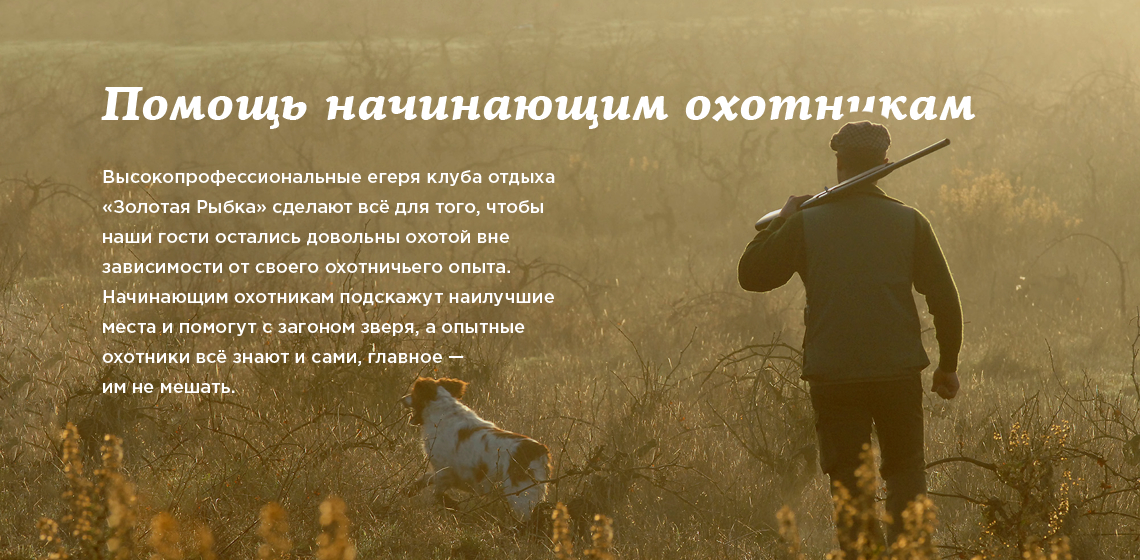 Помощь начинающим охотникам
Высокопрофессиональные егеря клуба отдыха
«Золотая Рыбка» сделают всё для того, чтобы
наши гости остались довольны охотой вне
зависимости от своего охотничьего опыта.
Начинающим охотникам подскажут наилучшие
места и помогут с загоном зверя, а опытные
охотники всё знают и сами, главное —
им не мешать.